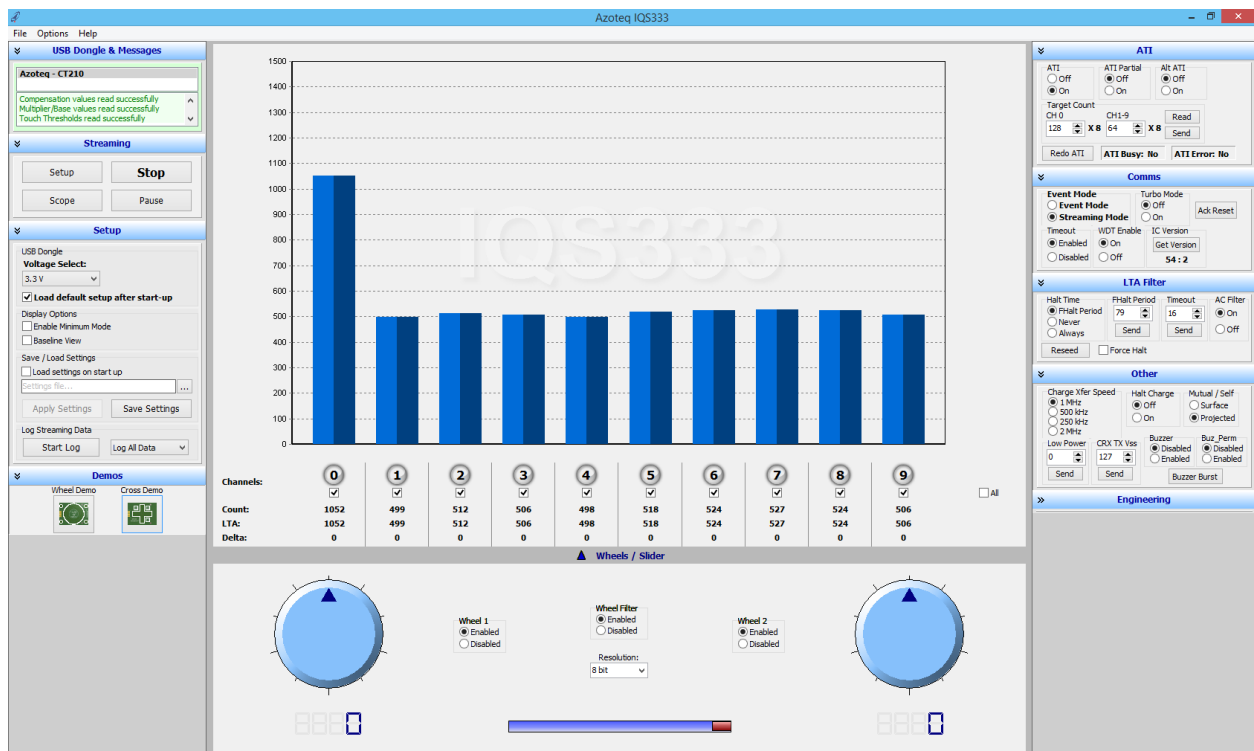 Azoteq IQS333
File Options Help
USB Dongle & Messages
Azoteq - CT210
Compensation values read successfully
Multiplier/Base values read successfully
Touch Thresholds read successfully
Streaming
Setup Stop
Scope Pause
Setup
USB Dongle
Voltage Select:
3.3 V
Load default setup after start-up
Display Options
Enable Minimum Mode
Baseline View
Save / Load Settings
Load settings on start up
Settings file... ...
Apply Settings Save Settings
Log Streaming Data
Start Log Log All Data
Demos
Wheel Demo Cross Demo
1500
1400
1300
1200
1100
1000
900
800
700
600
500
400
300
200
100
0
IQS333
Channels: 0 1 2 3 4 5 6 7 8 9
All
Count: 1052 499 512 506 498 518 524 527 524 506
LTA: 1052 499 512 506 498 518 524 527 524 506
Delta: 0 0 0 0 0 0 0 0 0 0
Wheels / Slider
Wheel 1
Enabled
Disabled
Wheel Filter
Enabled
Disabled
Resolution:
8 bit
Wheel 2
Enabled
Disabled
0
0
ATI
ATI ATI Partial Alt ATI
Off Off Off
On On On
Target Count
CH 0 CH1-9 Read
128 X 8 64 X 8 Send
Redo ATI ATI Busy: No ATI Error: No
Comms
Event Mode Turbo Mode
Event Mode Off Ack Reset
Streaming Mode On
Timeout WDT Enable IC Version
Enabled On Get Version
Disabled Off 54 : 2
LTA Filter
Halt Time FHalt Period Timeout AC Filter
FHalt Period 79 16 On
Never Send Send Off
Always
Reseed Force Halt
Other
Charge Xfer Speed Halt Charge Mutual / Self
1 MHz Off Surface
500 kHz On Projected
250 kHz
2 MHz
Low Power CRX TX Vss Buzzer Buz_Perm
0 127 Disabled Disabled
Enabled Enabled
Send Send Buzzer Burst
Engineering